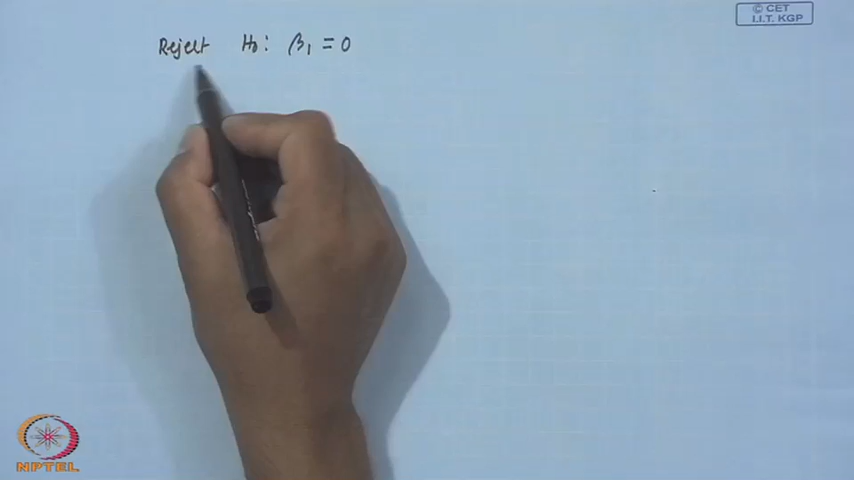 © CET
I.I.T. KGP
Reject H₀: β₁ = 0
NPTEL